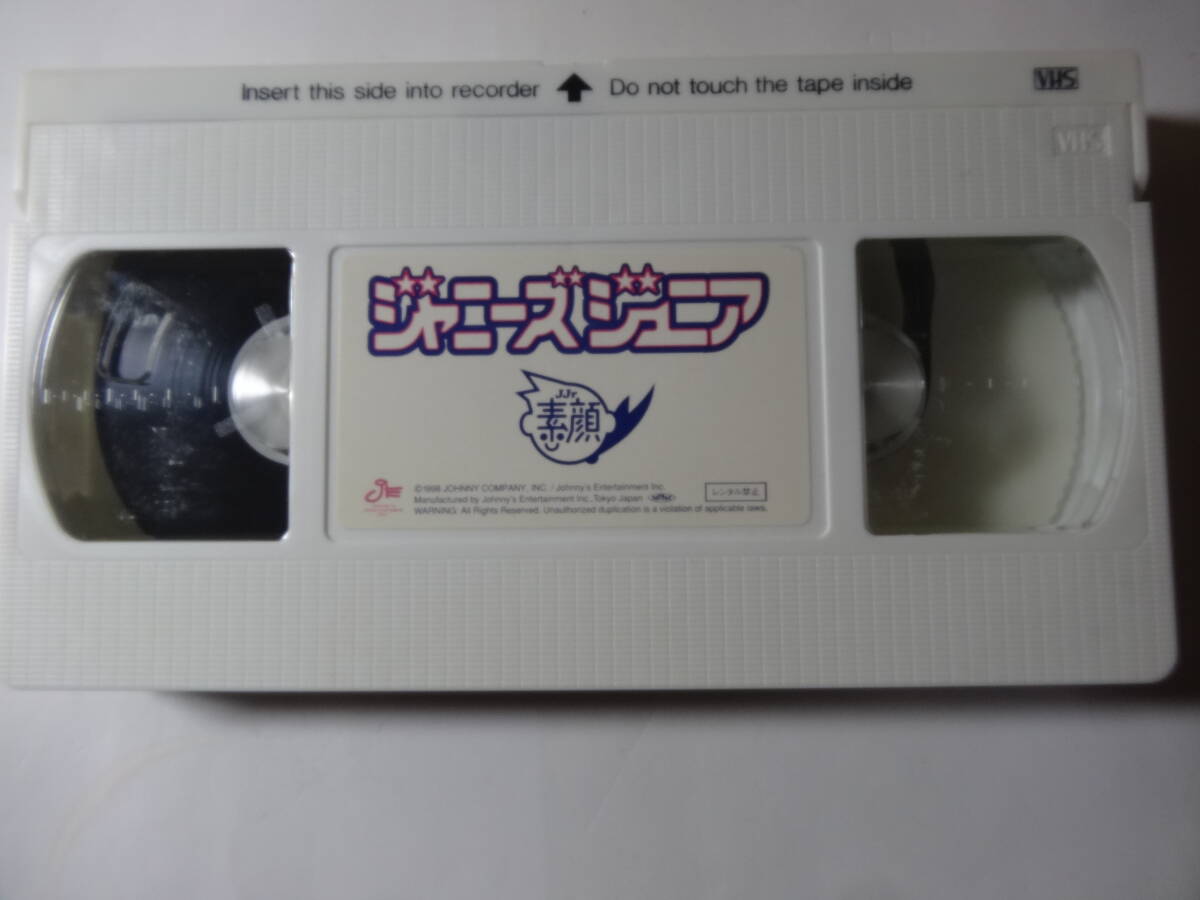 Insert this side into recorder Do not touch the tape inside VHS
VHS
ジャニーズジュニア
JJr.
素顔
JE
©1998 JOHNNY COMPANY, INC. / Johnny's Entertainment Inc.
Manufactured by Johnny's Entertainment Inc., Tokyo Japan
レンタル禁止
WARNING: All Rights Reserved. Unauthorized duplication is a violation of applicable laws.